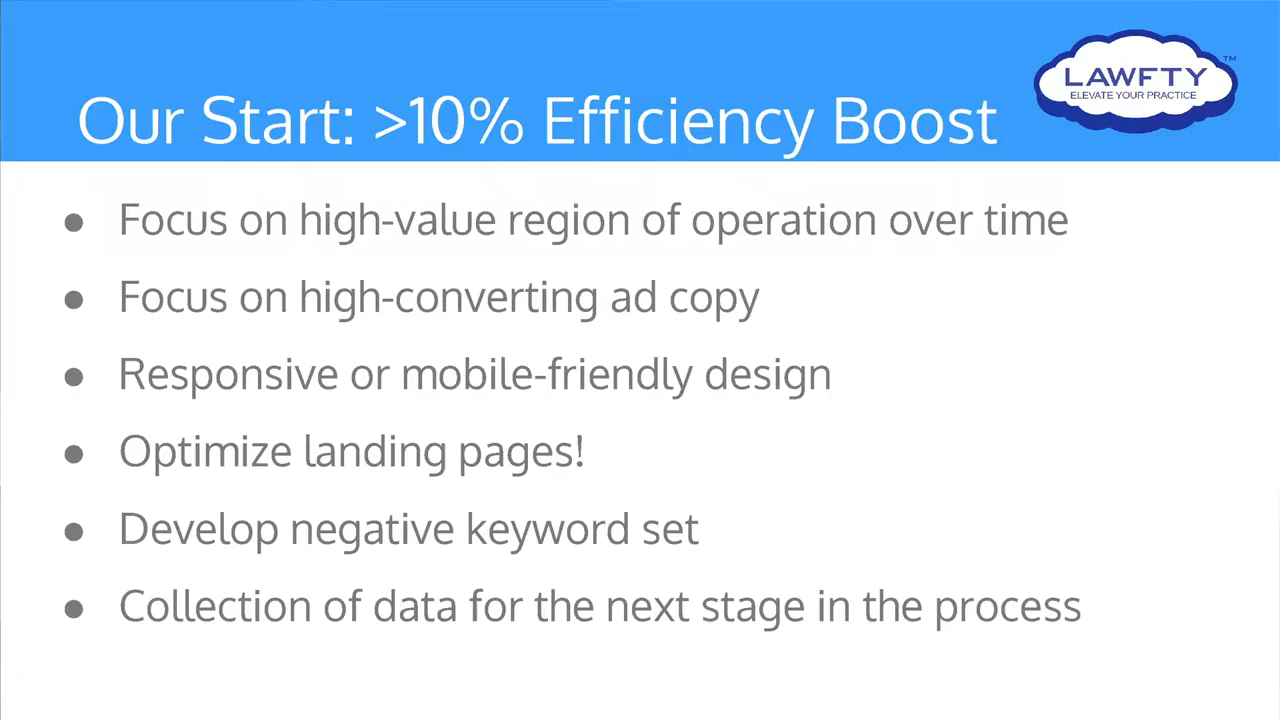 LAWFTY™
ELEVATE YOUR PRACTICE
Our Start: >10% Efficiency Boost
● Focus on high-value region of operation over time
● Focus on high-converting ad copy
● Responsive or mobile-friendly design
● Optimize landing pages!
● Develop negative keyword set
● Collection of data for the next stage in the process